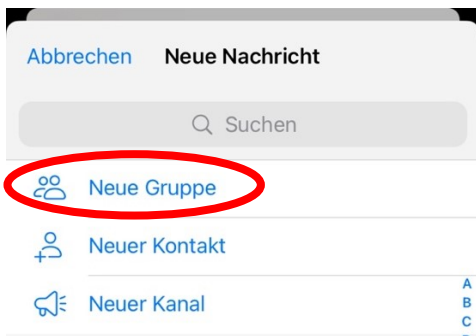 Abbrechen Neue Nachricht
Suchen
Neue Gruppe
Neuer Kontakt
Neuer Kanal
A
B
C